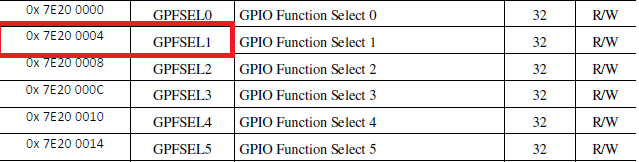 0x 7E20 0000 GPFSEL0 GPIO Function Select 0 32 R/W
0x 7E20 0004 GPFSEL1 GPIO Function Select 1 32 R/W
0x 7E20 0008 GPFSEL2 GPIO Function Select 2 32 R/W
0x 7E20 000C GPFSEL3 GPIO Function Select 3 32 R/W
0x 7E20 0010 GPFSEL4 GPIO Function Select 4 32 R/W
0x 7E20 0014 GPFSEL5 GPIO Function Select 5 32 R/W